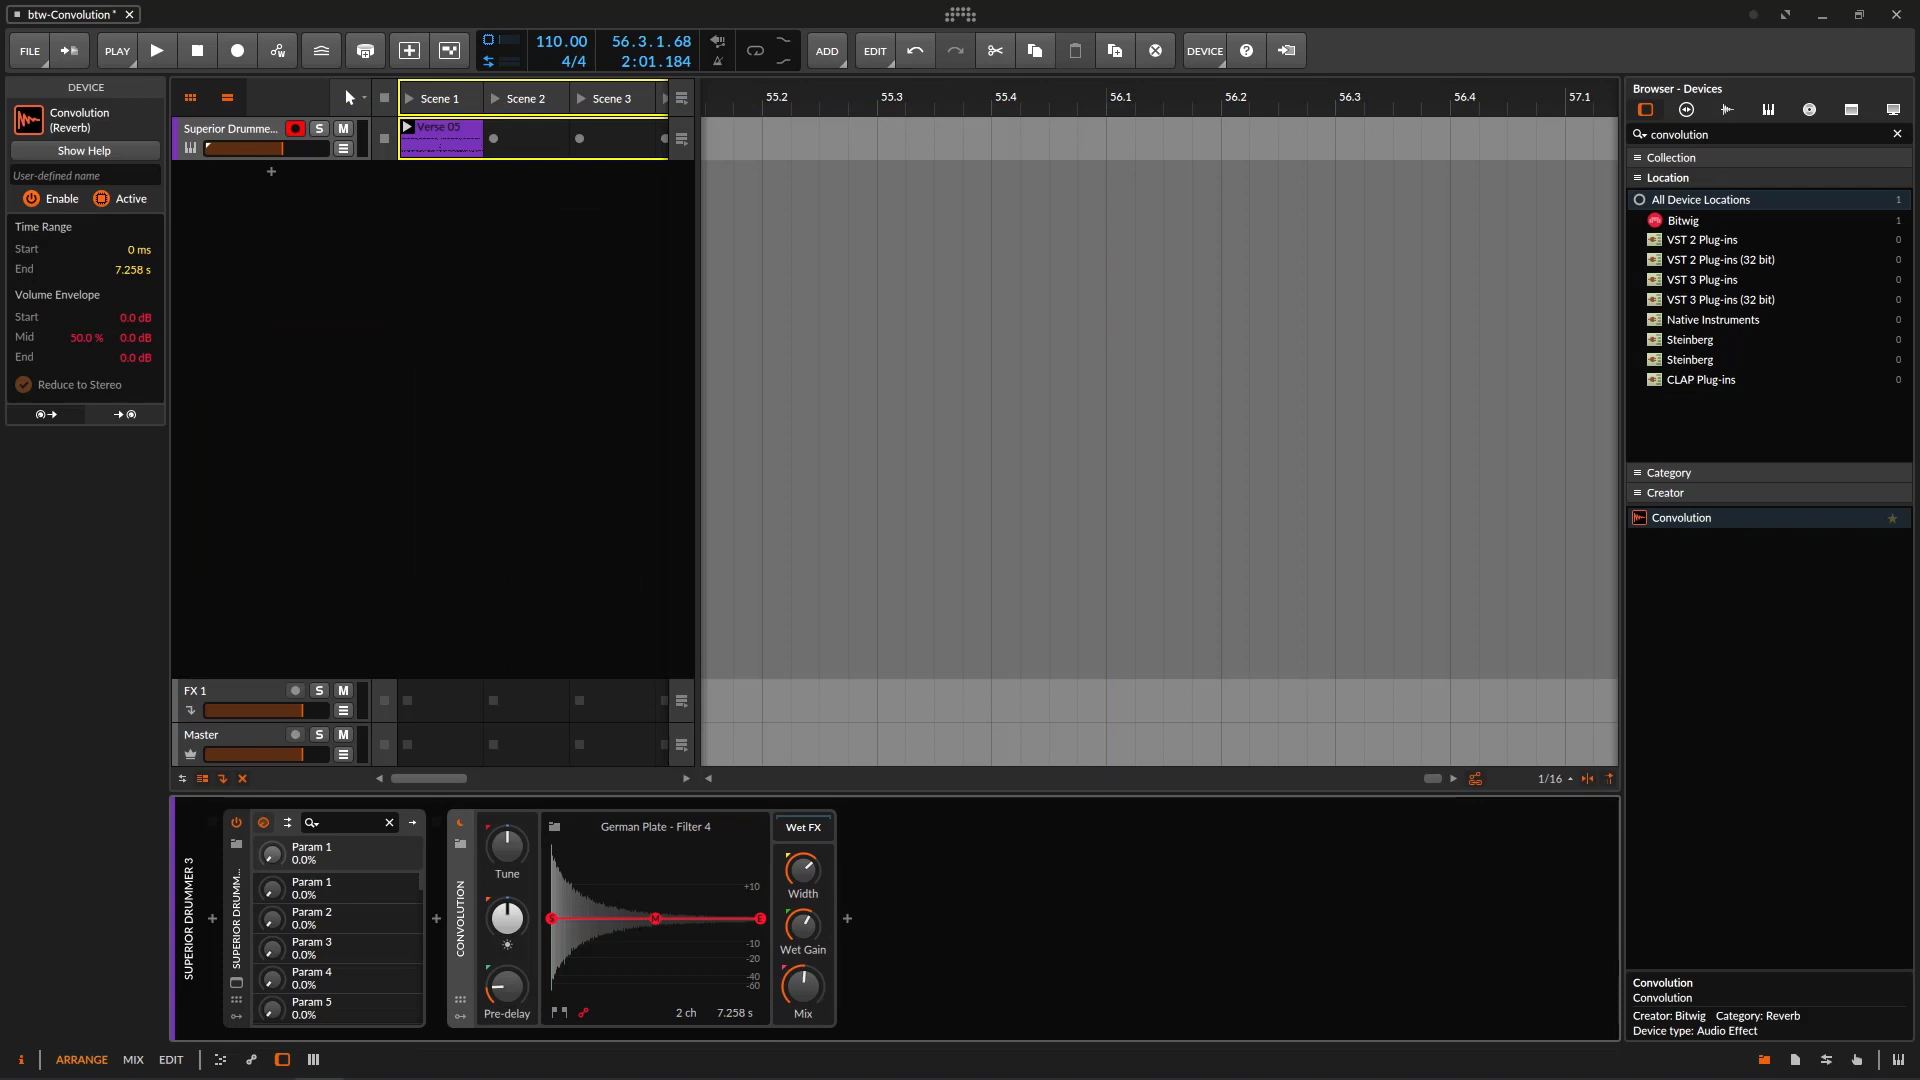 btw-Convolution *
FILE
PLAY
110.00
4/4
56.3.1.68
2:01.184
ADD
EDIT
DEVICE
DEVICE
Convolution
(Reverb)
Show Help
User-defined name
Enable
Active
Time Range
Start
0 ms
End
7.258 s
Volume Envelope
Start
0.0 dB
Mid
50.0 %
0.0 dB
End
0.0 dB
Reduce to Stereo
Scene 1
Scene 2
Scene 3
Superior Drumme...
S
M
Verse 05
FX 1
S
M
Master
S
M
55.2
55.3
55.4
56.1
56.2
56.3
56.4
57.1
1/16
Browser - Devices
convolution
Collection
Location
All Device Locations 1
Bitwig 1
VST 2 Plug-ins 0
VST 2 Plug-ins (32 bit) 0
VST 3 Plug-ins 0
VST 3 Plug-ins (32 bit) 0
Native Instruments 0
Steinberg 0
Steinberg 0
CLAP Plug-ins 0
Category
Creator
Convolution
Convolution
Convolution
Creator: Bitwig Category: Reverb
Device type: Audio Effect
SUPERIOR DRUMMER 3
SUPERIOR DRUMM...
Param 1
0.0%
Param 1
0.0%
Param 2
0.0%
Param 3
0.0%
Param 4
0.0%
Param 5
0.0%
CONVOLUTION
Tune
Pre-delay
German Plate - Filter 4
+10
-10
-20
-40
-60
S
M
E
2 ch
7.258 s
Wet FX
Width
Wet Gain
Mix
i
ARRANGE
MIX
EDIT